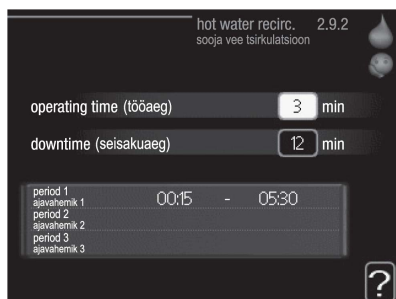 hot water recirc. 2.9.2
sooja vee tsirkulatsioon
operating time (tööaeg) 3 min
downtime (seisakuaeg) 12 min
period 1
ajavahemik 1
00:15 - 05:30
period 2
ajavahemik 2
period 3
ajavahemik 3
?